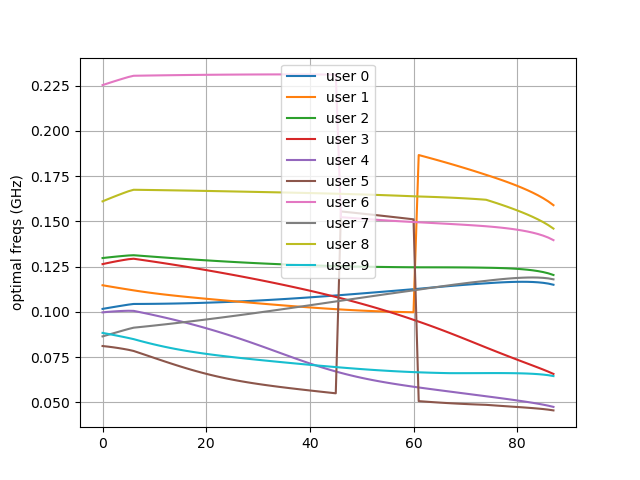 optimal freqs (GHz)
0.225
0.200
0.175
0.150
0.125
0.100
0.075
0.050
0
20
40
60
80
user 0
user 1
user 2
user 3
user 4
user 5
user 6
user 7
user 8
user 9